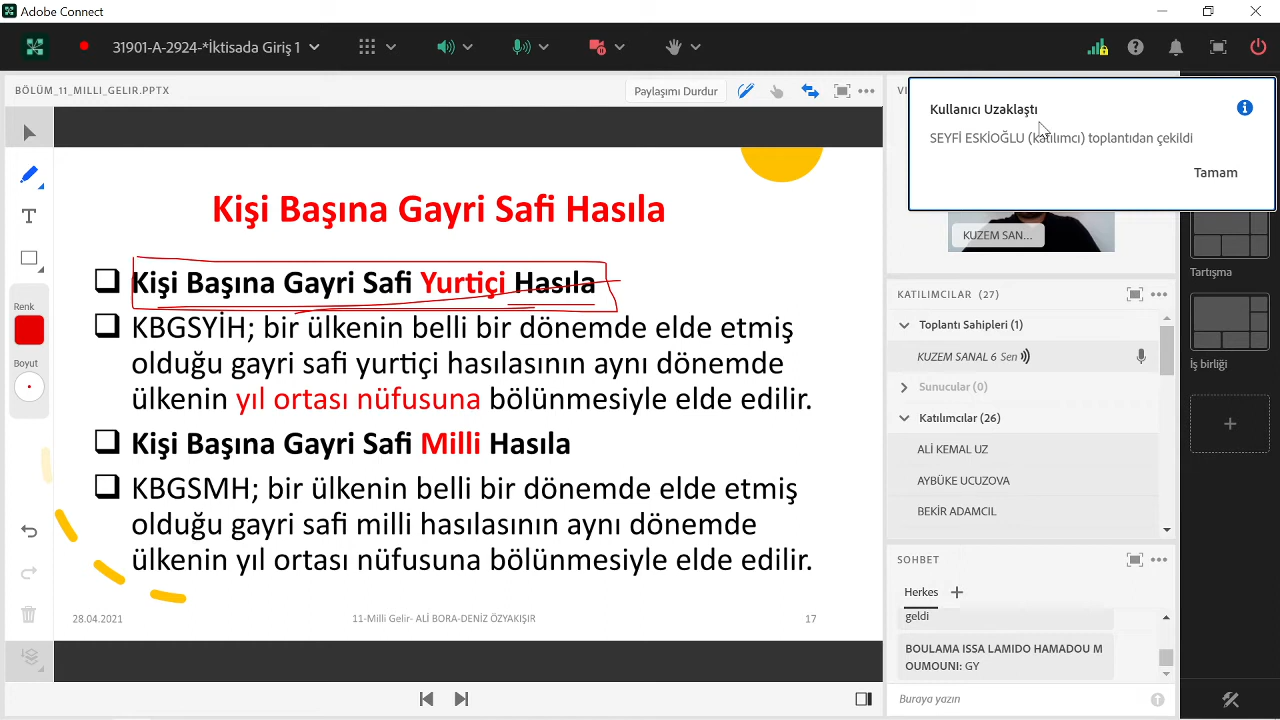 Adobe Connect
31901-A-2924-*İktisada Giriş 1
BÖLÜM_11_MILLI_GELIR.PPTX
Paylaşımı Durdur
Kullanıcı Uzaklaştı
SEYFİ ESKİOĞLU (katılımcı) toplantıdan çekildi
Tamam
KUZEM SAN...
Kişi Başına Gayri Safi Hasıla
Kişi Başına Gayri Safi Yurtiçi Hasıla
KBGSYİH; bir ülkenin belli bir dönemde elde etmiş
olduğu gayri safi yurtiçi hasılasının aynı dönemde
ülkenin yıl ortası nüfusuna bölünmesiyle elde edilir.
Kişi Başına Gayri Safi Milli Hasıla
KBGSMH; bir ülkenin belli bir dönemde elde etmiş
olduğu gayri safi milli hasılasının aynı dönemde
ülkenin yıl ortası nüfusuna bölünmesiyle elde edilir.
28.04.2021
11-Milli Gelir- ALİ BORA-DENİZ ÖZYAKIŞIR
17
Renk
Boyut
KATILIMCILAR (27)
Toplantı Sahipleri (1)
KUZEM SANAL 6 Sen
Sunucular (0)
Katılımcılar (26)
ALİ KEMAL UZ
AYBÜKE UCUZOVA
BEKİR ADAMCIL
SOHBET
Herkes
geldi
BOULAMA ISSA LAMIDO HAMADOU M
OUMOUNI: GY
Buraya yazın
Tartışma
İş birliği